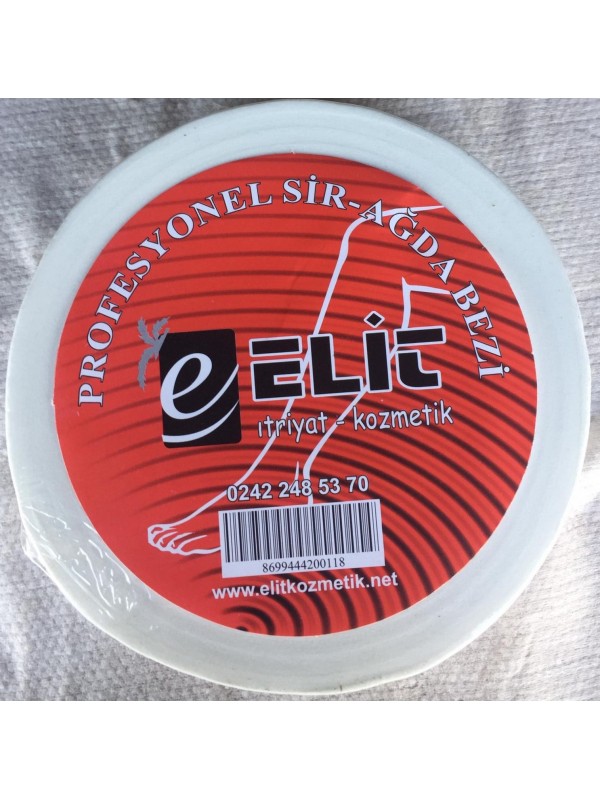 PROFESYONEL SİR-AĞDA BEZİ
e ELİT
ıtriyat - kozmetik
0242 248 53 70
8699444200118
www.elitkozmetik.net